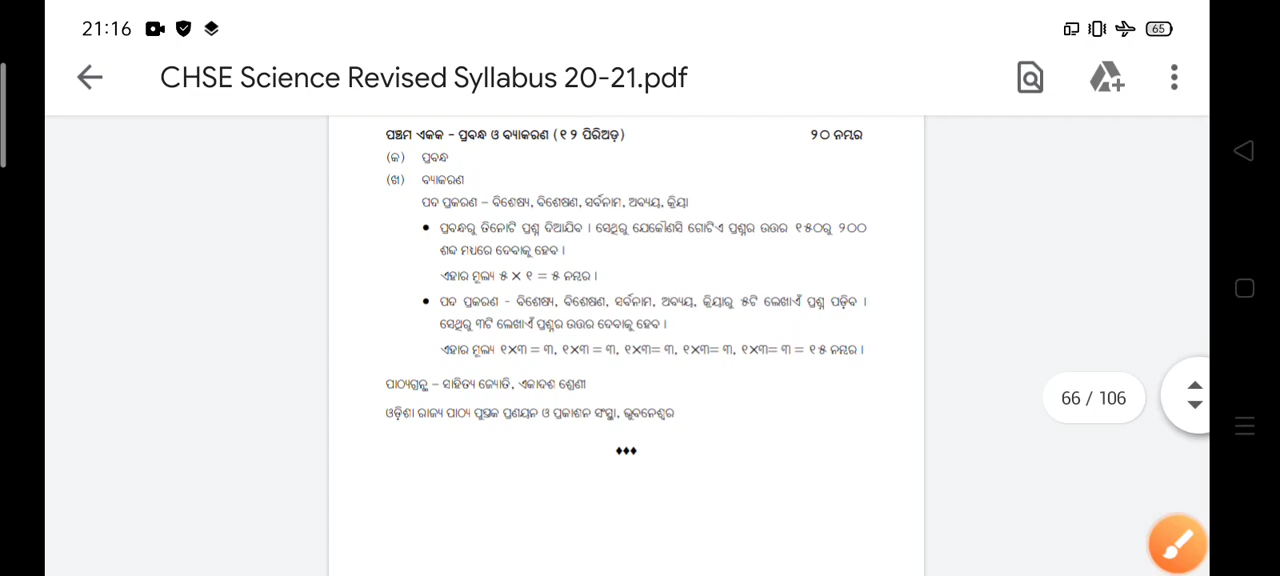 21:16
65
CHSE Science Revised Syllabus 20-21.pdf
ପଞ୍ଚମ ଏକକ – ପ୍ରବନ୍ଧ ଓ ବ୍ୟାକରଣ (୧୨ ପିରିଅଡ଼) ୨୦ ନମ୍ବର
(କ) ପ୍ରବନ୍ଧ
(ଖ) ବ୍ୟାକରଣ
ପଦ ପ୍ରକରଣ – ବିଶେଷ୍ୟ, ବିଶେଷଣ, ସର୍ବନାମ, ଅବ୍ୟୟ, କ୍ରିୟା
● ପ୍ରବନ୍ଧରୁ ତିନୋଟି ପ୍ରଶ୍ନ ଦିଆଯିବ । ସେଥିରୁ ଯେକୌଣସି ଗୋଟିଏ ପ୍ରଶ୍ନର ଉତ୍ତର ୧୫୦ରୁ ୨୦୦
ଶବ୍ଦ ମଧ୍ୟରେ ଦେବାକୁ ହେବ ।
ଏହାର ମୂଲ୍ୟ ୫ × ୧ = ୫ ନମ୍ବର ।
● ପଦ ପ୍ରକରଣ - ବିଶେଷ୍ୟ, ବିଶେଷଣ, ସର୍ବନାମ, ଅବ୍ୟୟ, କ୍ରିୟାରୁ ୫ଟି ଲେଖାଏଁ ପ୍ରଶ୍ନ ପଡ଼ିବ ।
ସେଥିରୁ ୩ଟି ଲେଖାଏଁ ପ୍ରଶ୍ନର ଉତ୍ତର ଦେବାକୁ ହେବ ।
ଏହାର ମୂଲ୍ୟ ୧×୩ = ୩, ୧×୩ = ୩, ୧×୩= ୩, ୧×୩= ୩, ୧×୩= ୩ = ୧୫ ନମ୍ବର ।
ପାଠ୍ୟଗ୍ରନ୍ଥ – ସାହିତ୍ୟ ଜ୍ୟୋତି, ଏକାଦଶ ଶ୍ରେଣୀ
ଓଡ଼ିଶା ରାଜ୍ୟ ପାଠ୍ୟ ପୁସ୍ତକ ପ୍ରଣୟନ ଓ ପ୍ରକାଶନ ସଂସ୍ଥା, ଭୁବନେଶ୍ୱର
♦♦♦
66 / 106